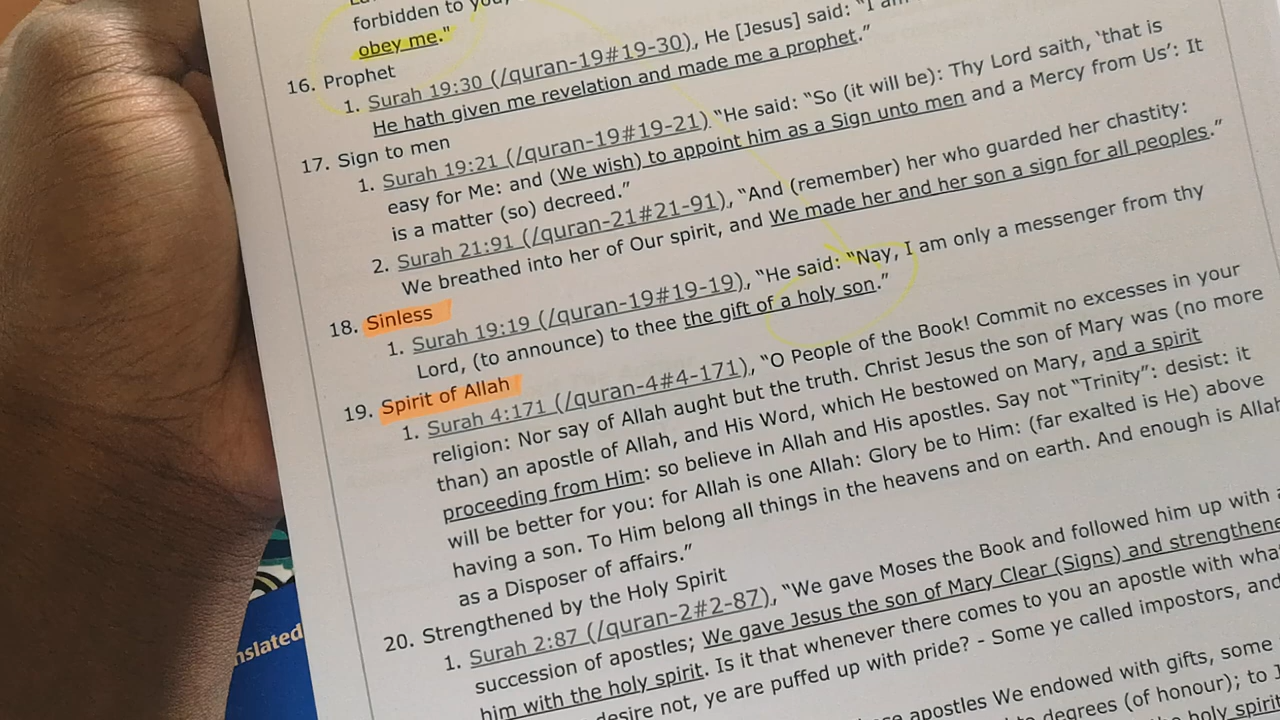 forbidden to you,
obey me."
16. Prophet
1. Surah 19:30 (/quran-19#19-30), He [Jesus] said: "I am
He hath given me revelation and made me a prophet."
17. Sign to men
1. Surah 19:21 (/quran-19#19-21) "He said: "So (it will be): Thy Lord saith, 'that is
easy for Me: and (We wish) to appoint him as a Sign unto men and a Mercy from Us': It
is a matter (so) decreed."
2. Surah 21:91 (/quran-21#21-91), "And (remember) her who guarded her chastity:
We breathed into her of Our spirit, and We made her and her son a sign for all peoples."
18. Sinless
1. Surah 19:19 (/quran-19#19-19), "He said: "Nay, I am only a messenger from thy
Lord, (to announce) to thee the gift of a holy son."
19. Spirit of Allah
1. Surah 4:171 (/quran-4#4-171), "O People of the Book! Commit no excesses in your
religion: Nor say of Allah aught but the truth. Christ Jesus the son of Mary was (no more
than) an apostle of Allah, and His Word, which He bestowed on Mary, and a spirit
proceeding from Him: so believe in Allah and His apostles. Say not "Trinity": desist: it
will be better for you: for Allah is one Allah: Glory be to Him: (far exalted is He) above
having a son. To Him belong all things in the heavens and on earth. And enough is Allah
as a Disposer of affairs."
20. Strengthened by the Holy Spirit
1. Surah 2:87 (/quran-2#2-87), "We gave Moses the Book and followed him up with a
succession of apostles; We gave Jesus the son of Mary Clear (Signs) and strengthene
him with the holy spirit. Is it that whenever there comes to you an apostle with wha
desire not, ye are puffed up with pride? - Some ye called impostors, and
apostles We endowed with gifts, some
degrees (of honour); to J
holy spirit
nslated